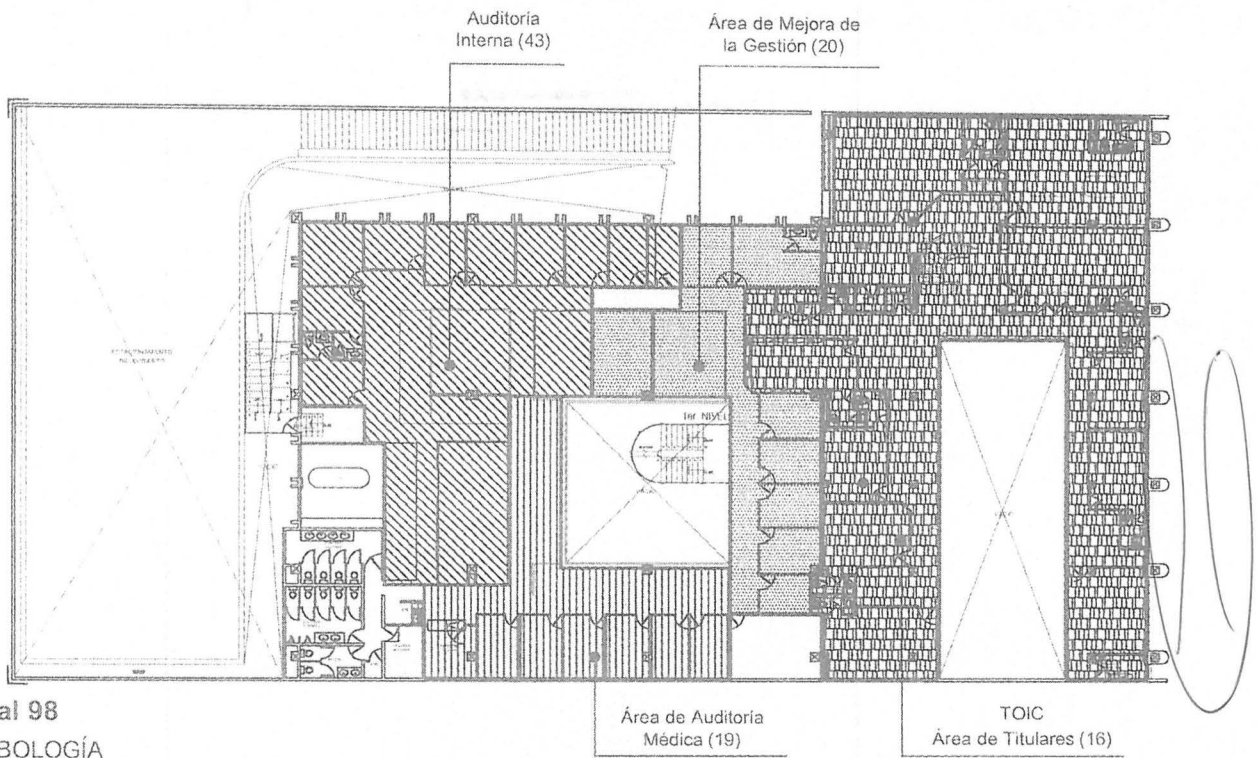 Auditoría
Interna (43)
Área de Mejora de
la Gestión (20)
ESTACIONAMIENTO
1er NIVEL
al 98
BOLOGÍA
Área de Auditoría
Médica (19)
TOIC
Área de Titulares (16)